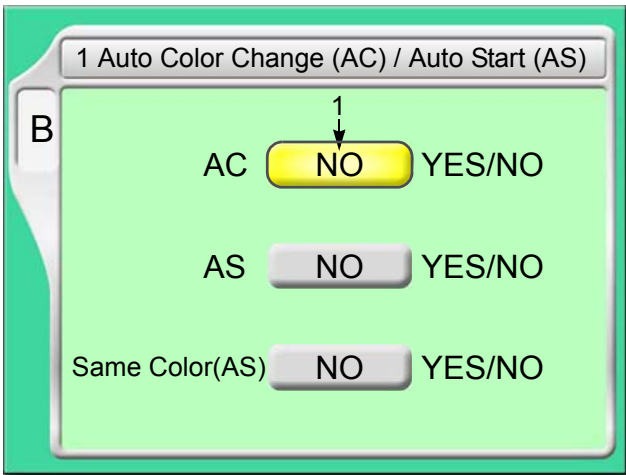 1 Auto Color Change (AC) / Auto Start (AS)
B
1
AC NO YES/NO
AS NO YES/NO
Same Color(AS) NO YES/NO